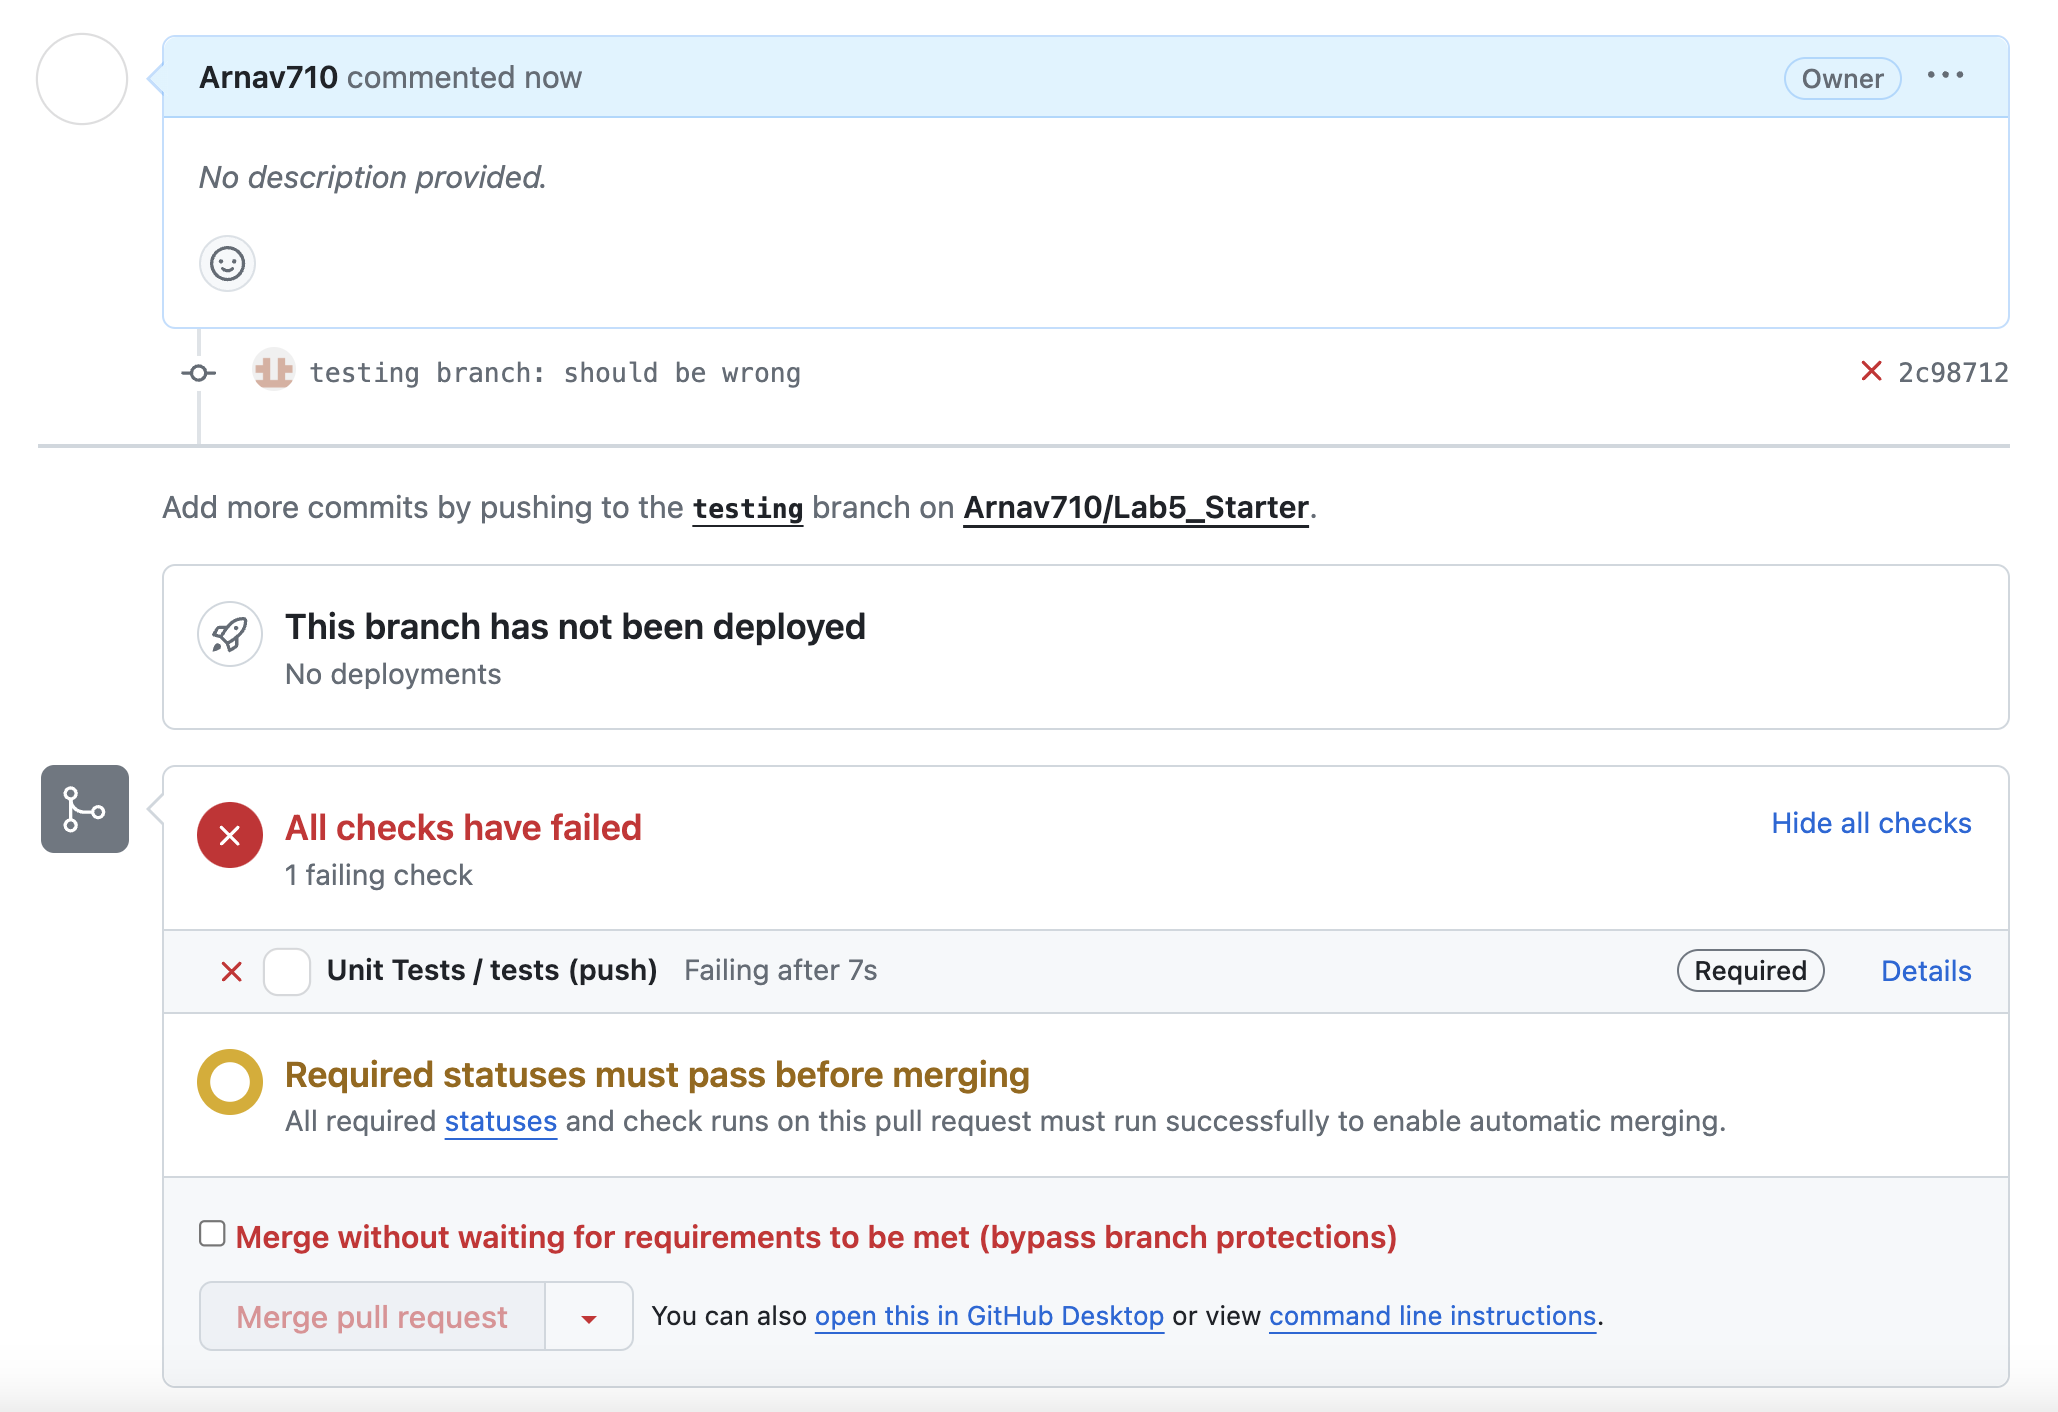 Arnav710 commented now
Owner
No description provided.
testing branch: should be wrong
2c98712
Add more commits by pushing to the testing branch on Arnav710/Lab5_Starter.
This branch has not been deployed
No deployments
All checks have failed
Hide all checks
1 failing check
Unit Tests / tests (push) Failing after 7s
Required
Details
Required statuses must pass before merging
All required statuses and check runs on this pull request must run successfully to enable automatic merging.
Merge without waiting for requirements to be met (bypass branch protections)
Merge pull request
You can also open this in GitHub Desktop or view command line instructions.